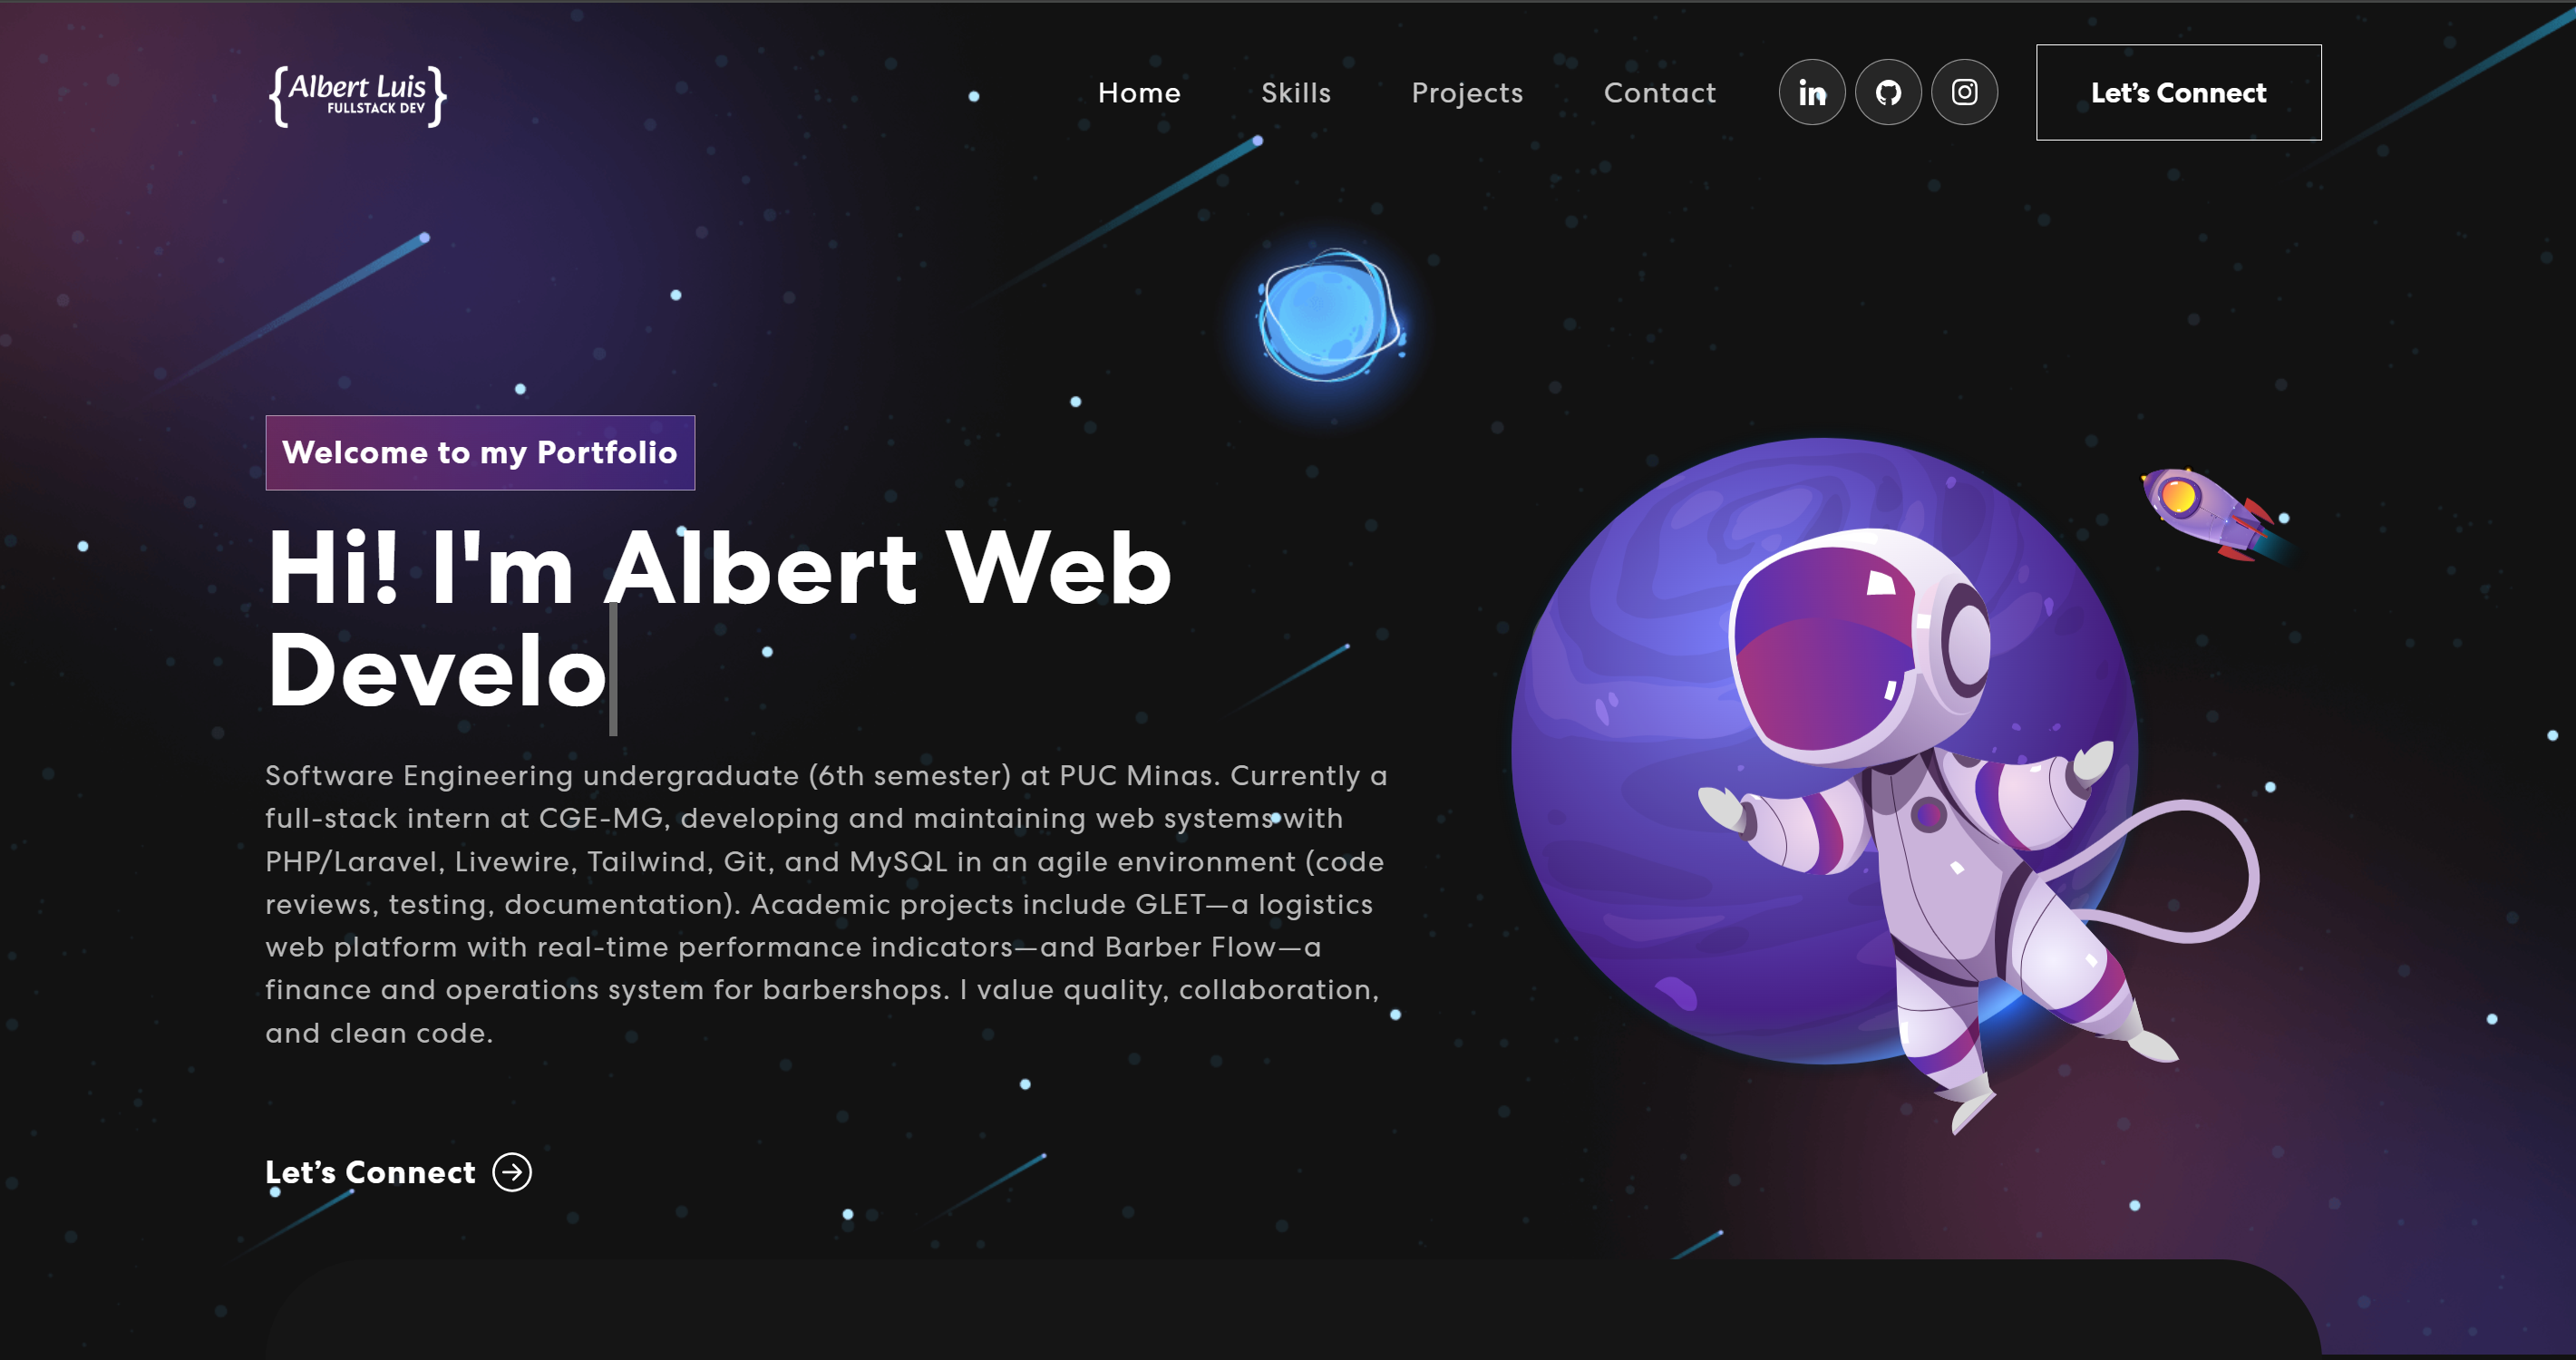 {Albert Luis}
FULLSTACK DEV
Home Skills Projects Contact in Let’s Connect
Welcome to my Portfolio
Hi! I'm Albert Web
Develo
Software Engineering undergraduate (6th semester) at PUC Minas. Currently a
full-stack intern at CGE-MG, developing and maintaining web systems with
PHP/Laravel, Livewire, Tailwind, Git, and MySQL in an agile environment (code
reviews, testing, documentation). Academic projects include GLET—a logistics
web platform with real-time performance indicators—and Barber Flow—a
finance and operations system for barbershops. I value quality, collaboration,
and clean code.
Let’s Connect